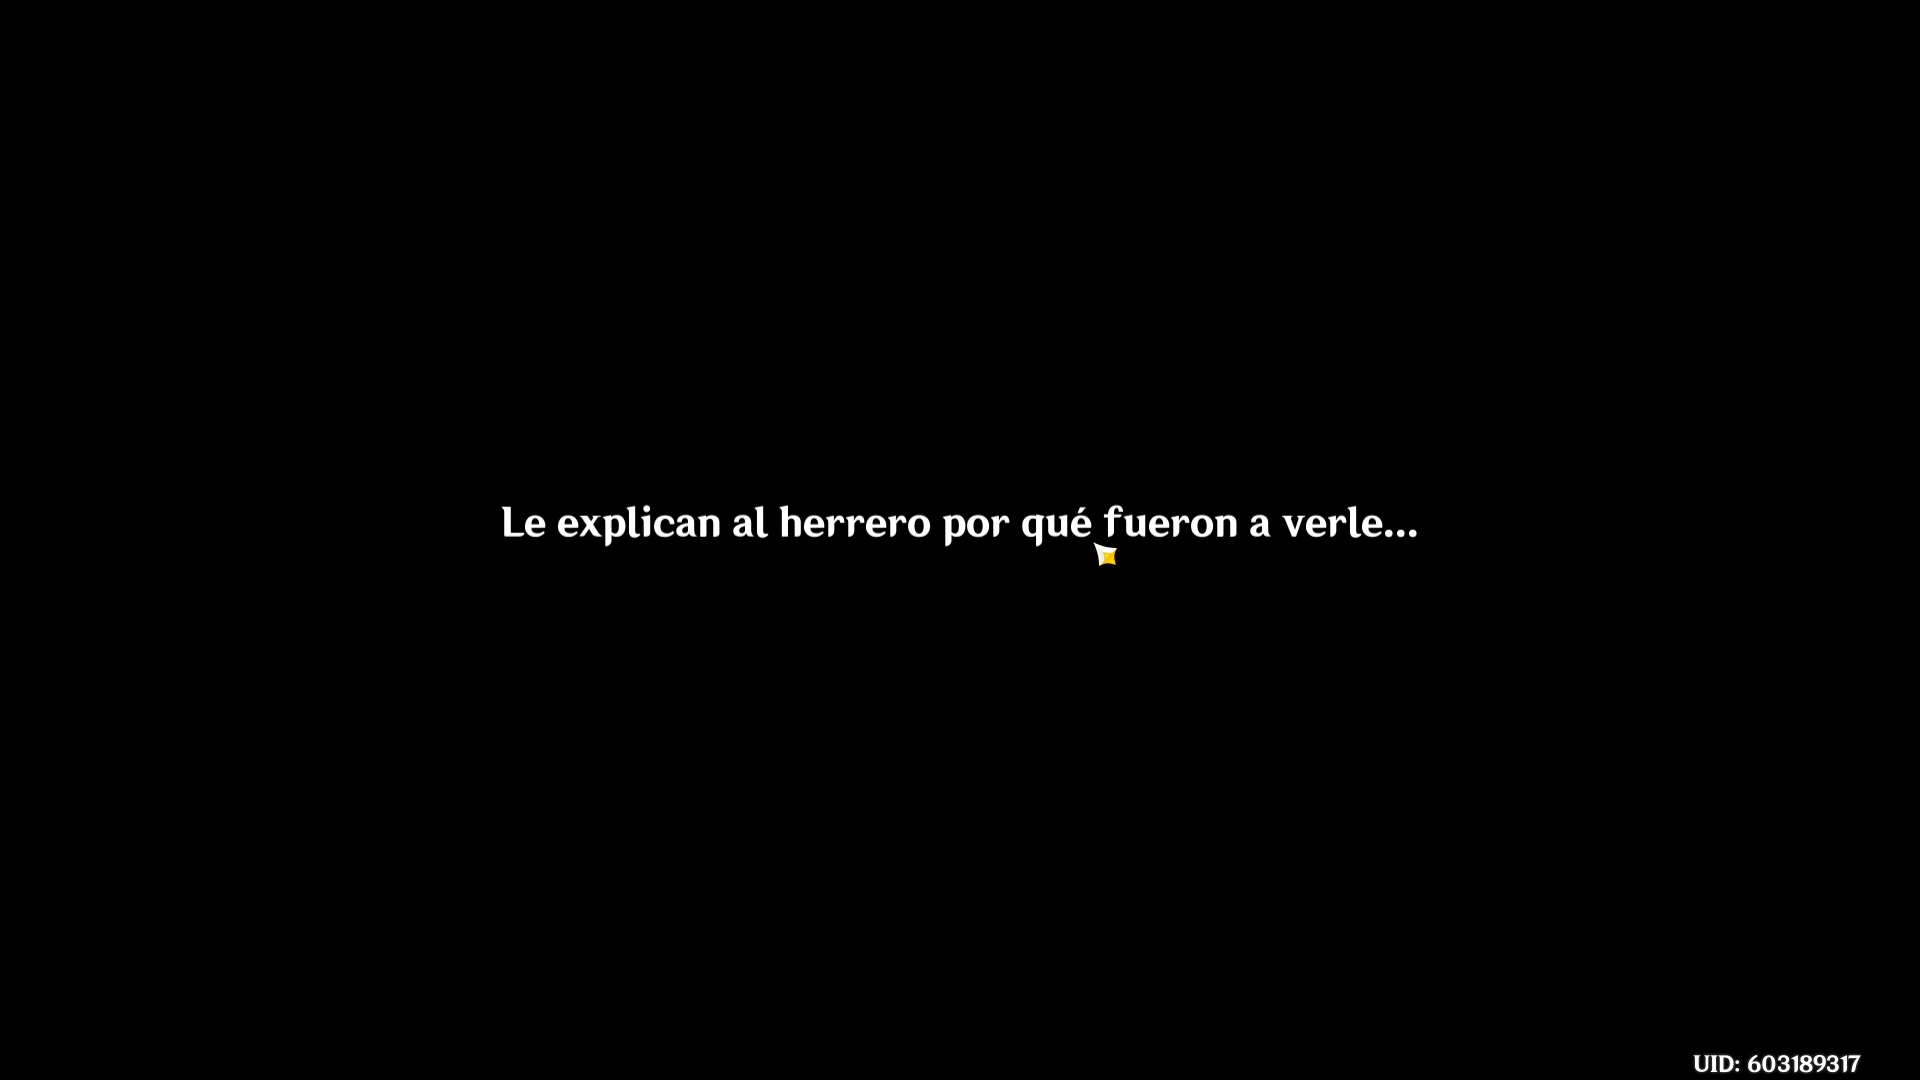 Le explican al herrero por qué fueron a verle...
UID: 603189317